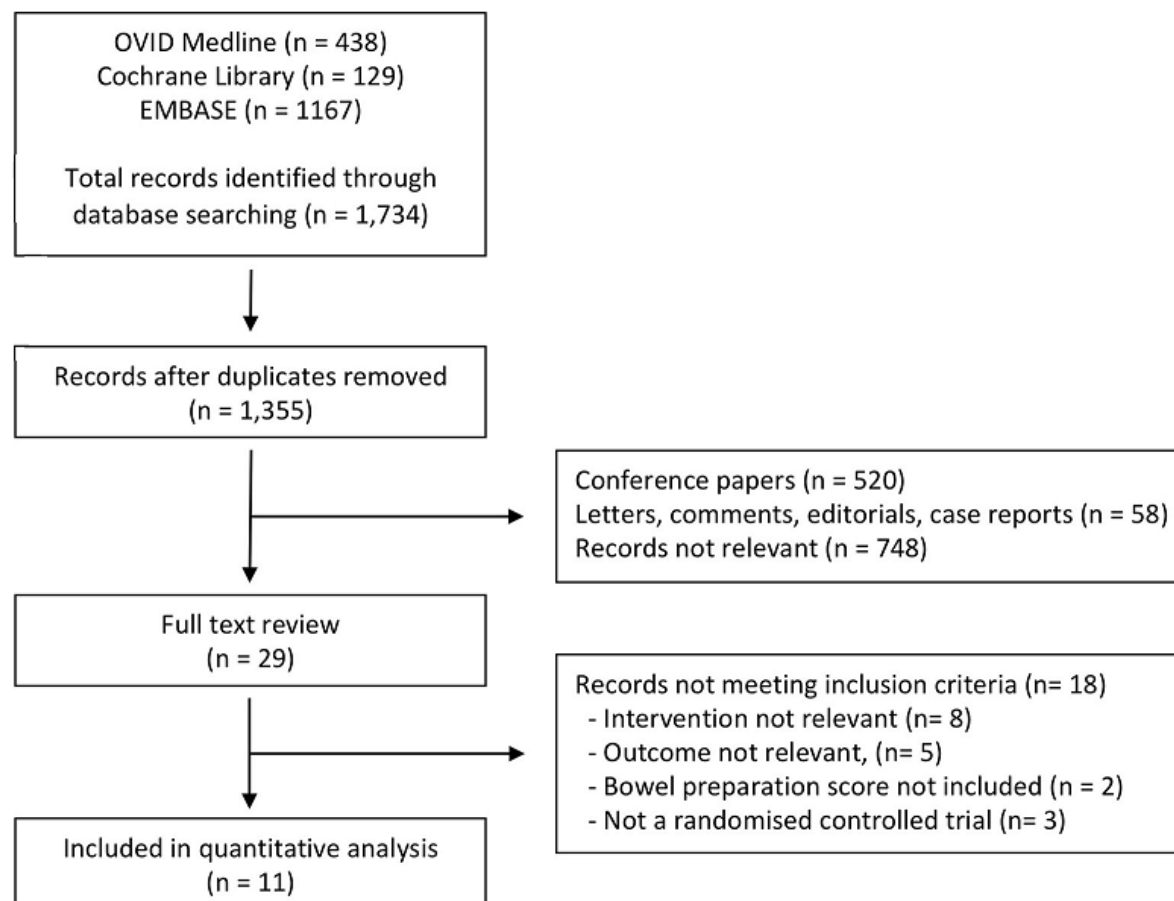 OVID Medline (n = 438)
Cochrane Library (n = 129)
EMBASE (n = 1167)
Total records identified through
database searching (n = 1,734)
Records after duplicates removed
(n = 1,355)
Conference papers (n = 520)
Letters, comments, editorials, case reports (n = 58)
Records not relevant (n = 748)
Full text review
(n = 29)
Records not meeting inclusion criteria (n= 18)
- Intervention not relevant (n= 8)
- Outcome not relevant, (n= 5)
- Bowel preparation score not included (n = 2)
- Not a randomised controlled trial (n= 3)
Included in quantitative analysis
(n = 11)